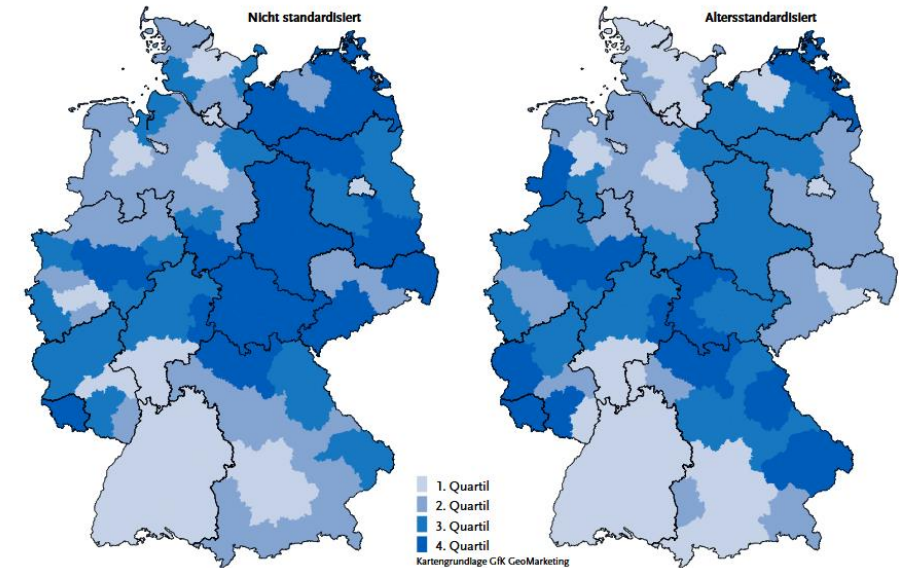 Nicht standardisiert
Altersstandardisiert
1. Quartil
2. Quartil
3. Quartil
4. Quartil
Kartengrundlage GfK GeoMarketing